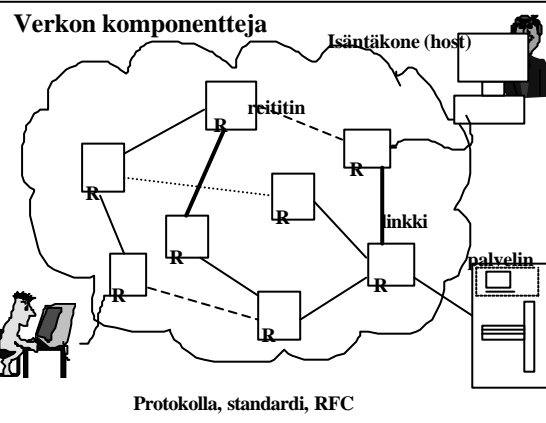 Verkon komponentteja
Isäntäkone (host)
reititin
R
R
R
R
R
linkki
palvelin
R
R
R
Protokolla, standardi, RFC